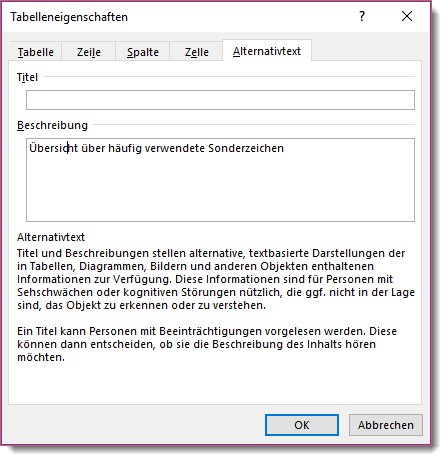 Tabelleneigenschaften
? ×
Tabelle Zeile Spalte Zelle Alternativtext
Titel
Beschreibung
Übersicht über häufig verwendete Sonderzeichen
Alternativtext
Titel und Beschreibungen stellen alternative, textbasierte Darstellungen der
in Tabellen, Diagrammen, Bildern und anderen Objekten enthaltenen
Informationen zur Verfügung. Diese Informationen sind für Personen mit
Sehschwächen oder kognitiven Störungen nützlich, die ggf. nicht in der Lage
sind, das Objekt zu erkennen oder zu verstehen.
Ein Titel kann Personen mit Beeinträchtigungen vorgelesen werden. Diese
können dann entscheiden, ob sie die Beschreibung des Inhalts hören
möchten.
OK Abbrechen